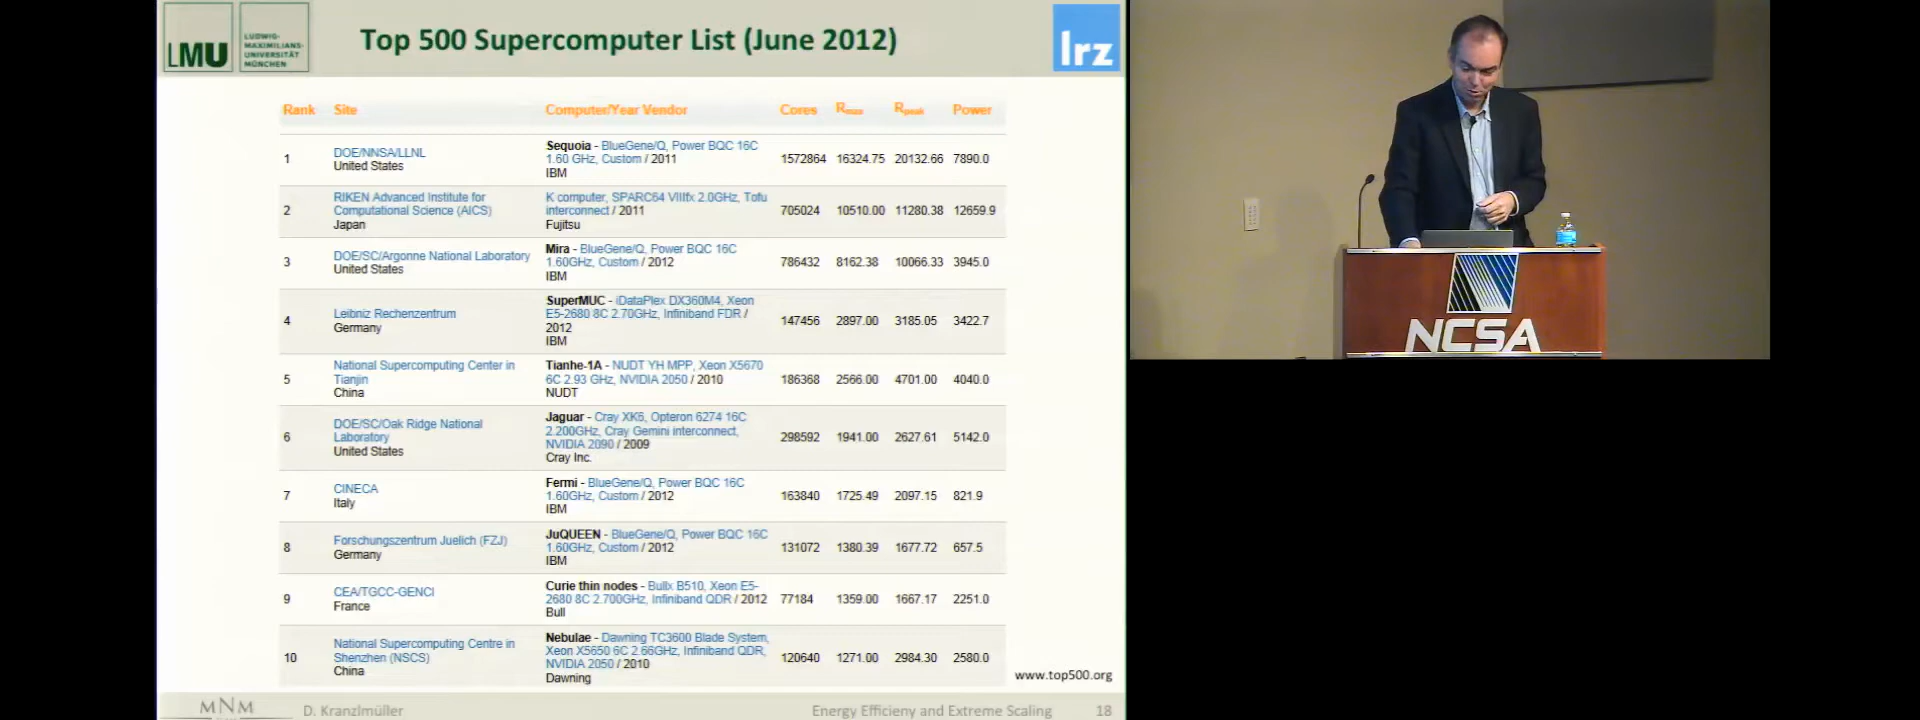 LMU
LUDWIG-
MAXIMILIANS-
UNIVERSITÄT
MÜNCHEN
Top 500 Supercomputer List (June 2012)
lrz
Rank Site Computer/Year Vendor Cores Rmax Rpeak Power
1 DOE/NNSA/LLNL
United States
Sequoia - BlueGene/Q, Power BQC 16C
1.60 GHz, Custom / 2011
IBM
1572864 16324.75 20132.66 7890.0
2 RIKEN Advanced Institute for
Computational Science (AICS)
Japan
K computer, SPARC64 VIIIfx 2.0GHz, Tofu
interconnect / 2011
Fujitsu
705024 10510.00 11280.38 12659.9
3 DOE/SC/Argonne National Laboratory
United States
Mira - BlueGene/Q, Power BQC 16C
1.60GHz, Custom / 2012
IBM
786432 8162.38 10066.33 3945.0
4 Leibniz Rechenzentrum
Germany
SuperMUC - iDataPlex DX360M4, Xeon
E5-2680 8C 2.70GHz, Infiniband FDR /
2012
IBM
147456 2897.00 3185.05 3422.7
5 National Supercomputing Center in
Tianjin
China
Tianhe-1A - NUDT YH MPP, Xeon X5670
6C 2.93 GHz, NVIDIA 2050 / 2010
NUDT
186368 2566.00 4701.00 4040.0
6 DOE/SC/Oak Ridge National
Laboratory
United States
Jaguar - Cray XK6, Opteron 6274 16C
2.200GHz, Cray Gemini interconnect,
NVIDIA 2090 / 2009
Cray Inc.
298592 1941.00 2627.61 5142.0
7 CINECA
Italy
Fermi - BlueGene/Q, Power BQC 16C
1.60GHz, Custom / 2012
IBM
163840 1725.49 2097.15 821.9
8 Forschungszentrum Juelich (FZJ)
Germany
JuQUEEN - BlueGene/Q, Power BQC 16C
1.60GHz, Custom / 2012
IBM
131072 1380.39 1677.72 657.5
9 CEA/TGCC-GENCI
France
Curie thin nodes - Bullx B510, Xeon E5-
2680 8C 2.700GHz, Infiniband QDR / 2012
Bull
77184 1359.00 1667.17 2251.0
10 National Supercomputing Centre in
Shenzhen (NSCS)
China
Nebulae - Dawning TC3600 Blade System,
Xeon X5650 6C 2.66GHz, Infiniband QDR,
NVIDIA 2050 / 2010
Dawning
120640 1271.00 2984.30 2580.0
www.top500.org
MNM
D. Kranzlmüller
Energy Efficieny and Extreme Scaling
18
NCSA